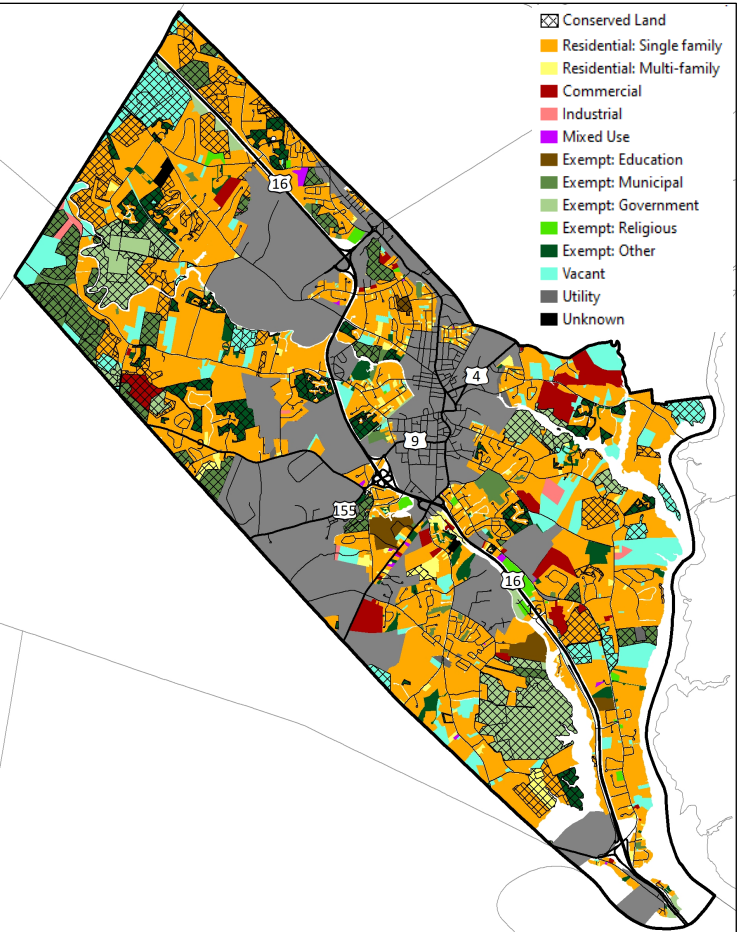 Conserved Land
Residential: Single family
Residential: Multi-family
Commercial
Industrial
Mixed Use
Exempt: Education
Exempt: Municipal
Exempt: Government
Exempt: Religious
Exempt: Other
Vacant
Utility
Unknown
16
4
9
155
16
16